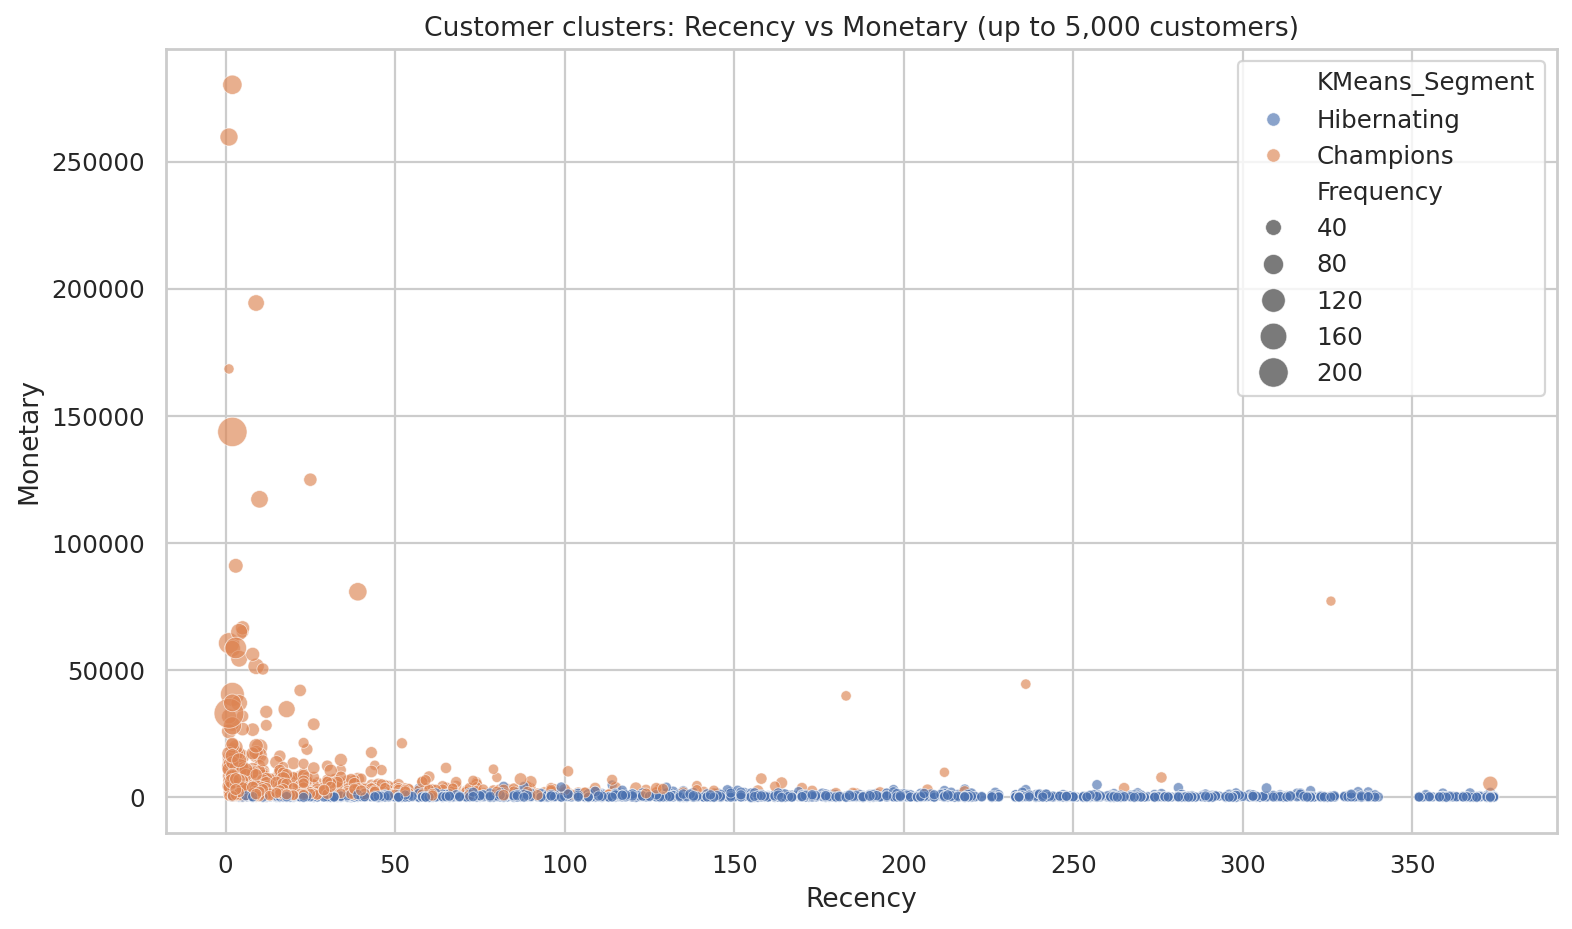 Customer clusters: Recency vs Monetary (up to 5,000 customers)
KMeans_Segment
Hibernating
Champions
Frequency
40
80
120
160
200
Monetary
250000
200000
150000
100000
50000
0
0 50 100 150 200 250 300 350
Recency